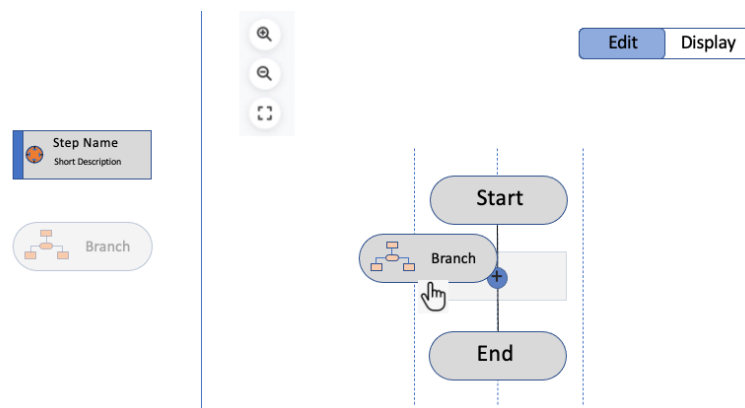 Edit
Display
Step Name
Short Description
Start
Branch
Branch
+
End